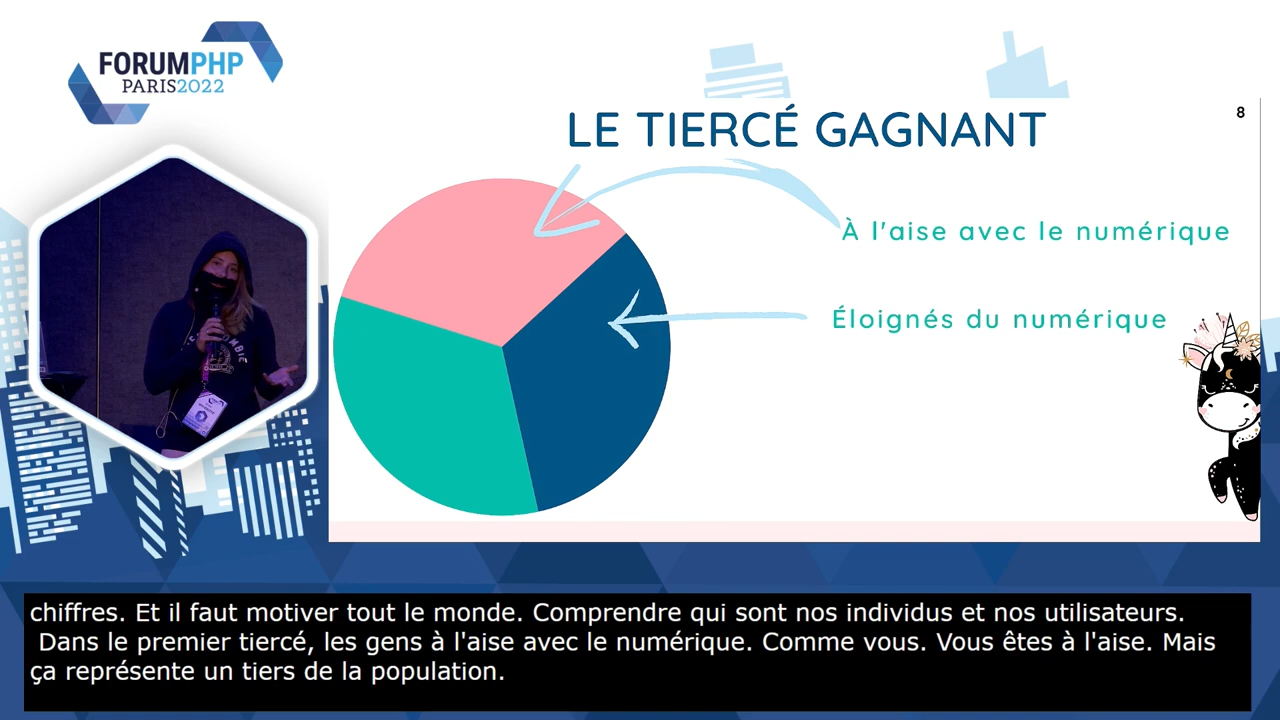 FORUMPHP
PARIS2022
LE TIERCÉ GAGNANT
8
À l'aise avec le numérique
Éloignés du numérique
chiffres. Et il faut motiver tout le monde. Comprendre qui sont nos individus et nos utilisateurs.
Dans le premier tiercé, les gens à l'aise avec le numérique. Comme vous. Vous êtes à l'aise. Mais
ça représente un tiers de la population.